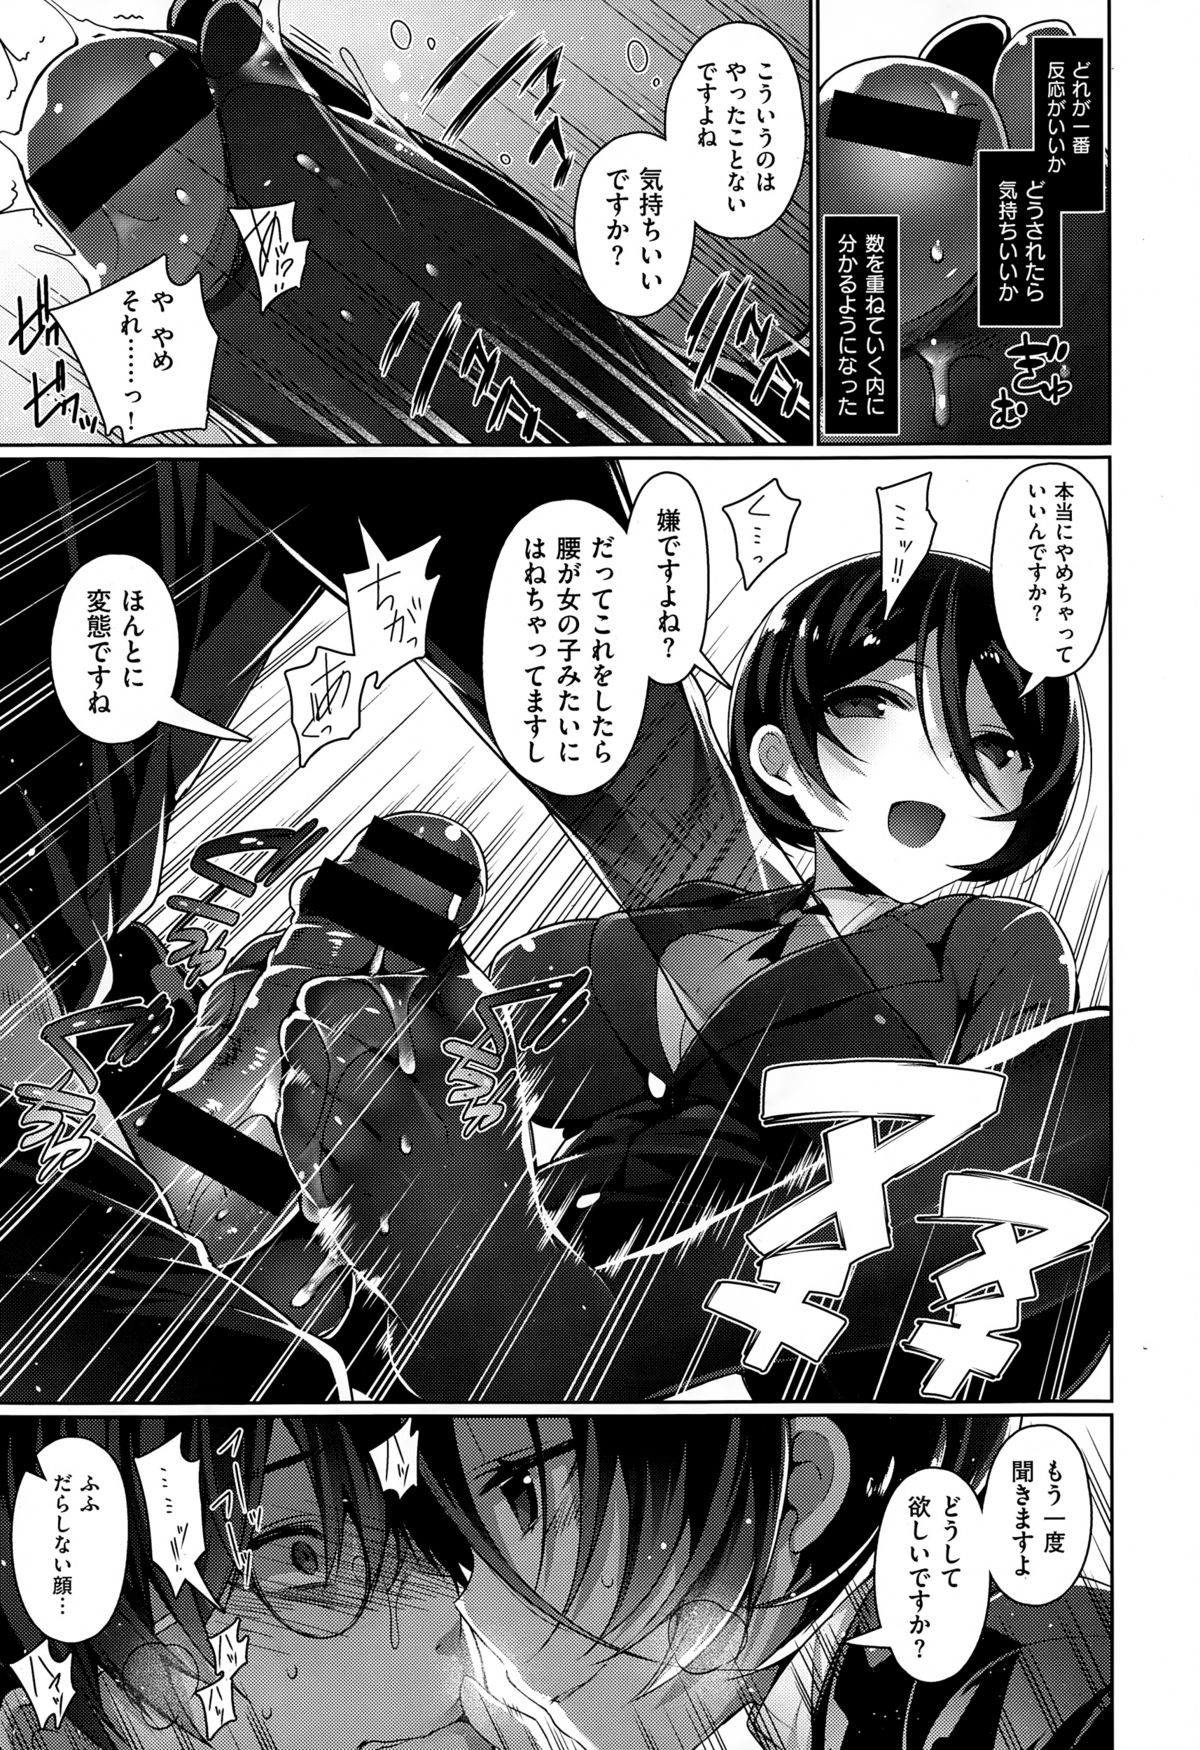 どれが一番
反応がいいか
どうされたら
気持ちいいか
数を重ねていく内に
分かるようになった
ぎゅ
む
こういうのは
やったことない
ですよね
気持ちいい
ですか?
や やめ
それ……っ!
本当にやめちゃって
いいんですか?
嫌ですよね?
だってこれをしたら
腰が女の子みたいに
はねちゃってますし
ほんとに
変態ですね
もう一度
聞きますよ
どうして
欲しいですか?
ふふ
だらしない顔…